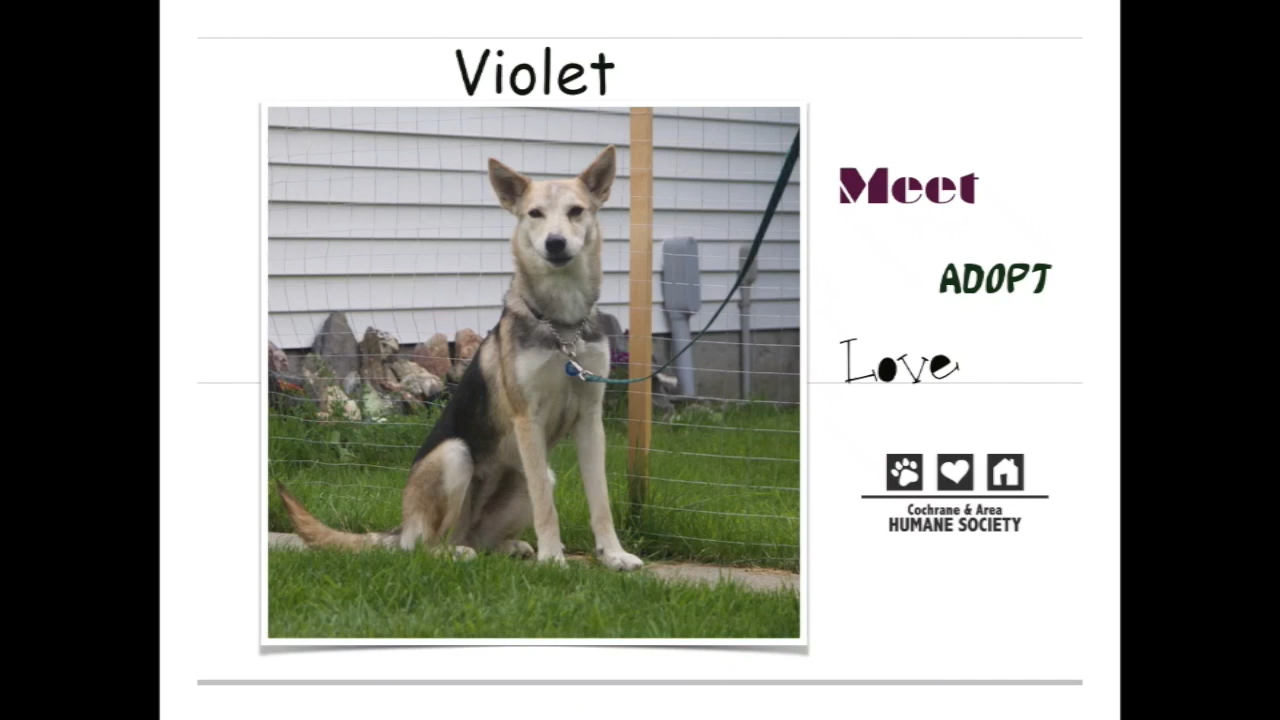 Violet
Meet
ADOPT
Love
Cochrane & Area
HUMANE SOCIETY